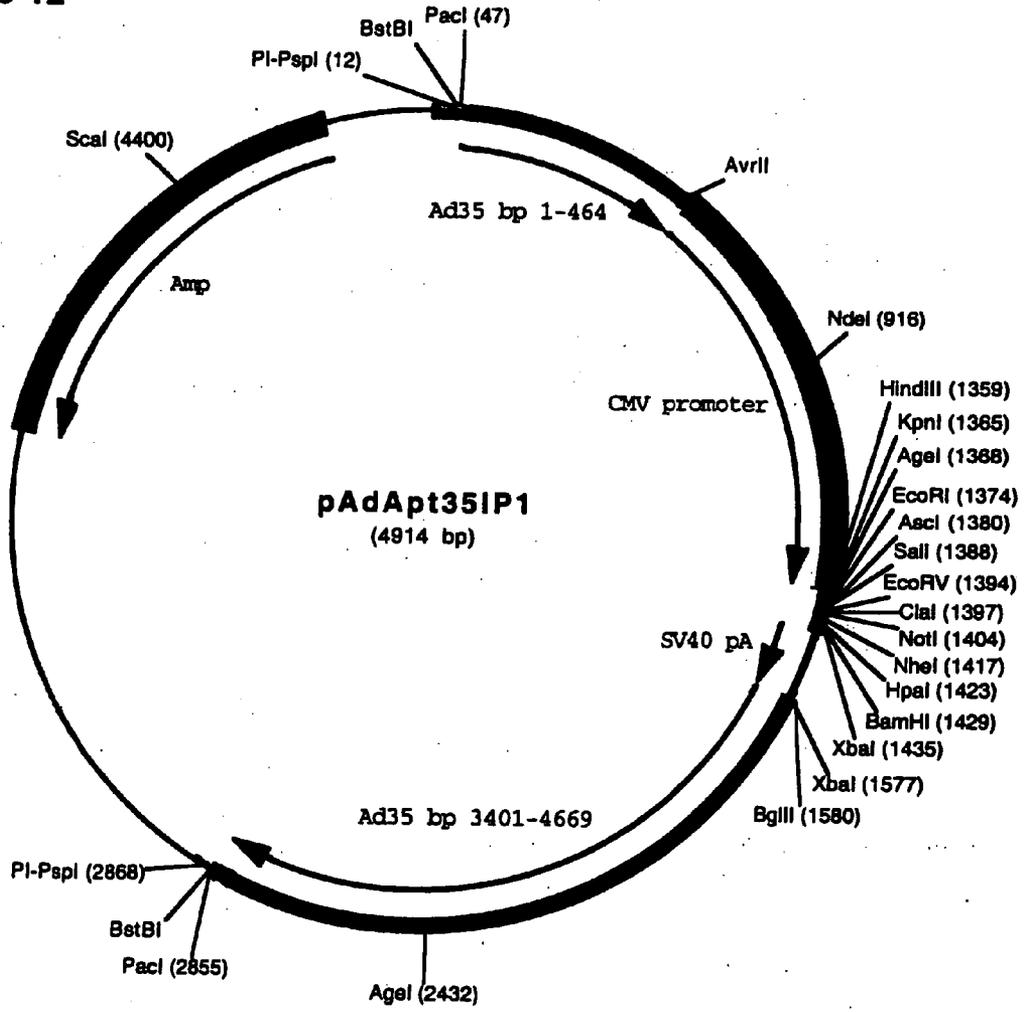 PacI (47)
BstBI
PI-PspI (12)
ScaI (4400)
AvrII
Ad35 bp 1-464
Amp
NdeI (916)
HindIII (1359)
CMV promoter
KpnI (1365)
AgeI (1368)
EcoRI (1374)
pAdApt35IP1
AscI (1380)
(4914 bp)
SalI (1388)
EcoRV (1394)
ClaI (1397)
NotI (1404)
SV40 pA
NheI (1417)
HpaI (1423)
BamHI (1429)
XbaI (1435)
XbaI (1577)
BglII (1580)
Ad35 bp 3401-4669
PI-PspI (2868)
BstBI
PacI (2855)
AgeI (2432)